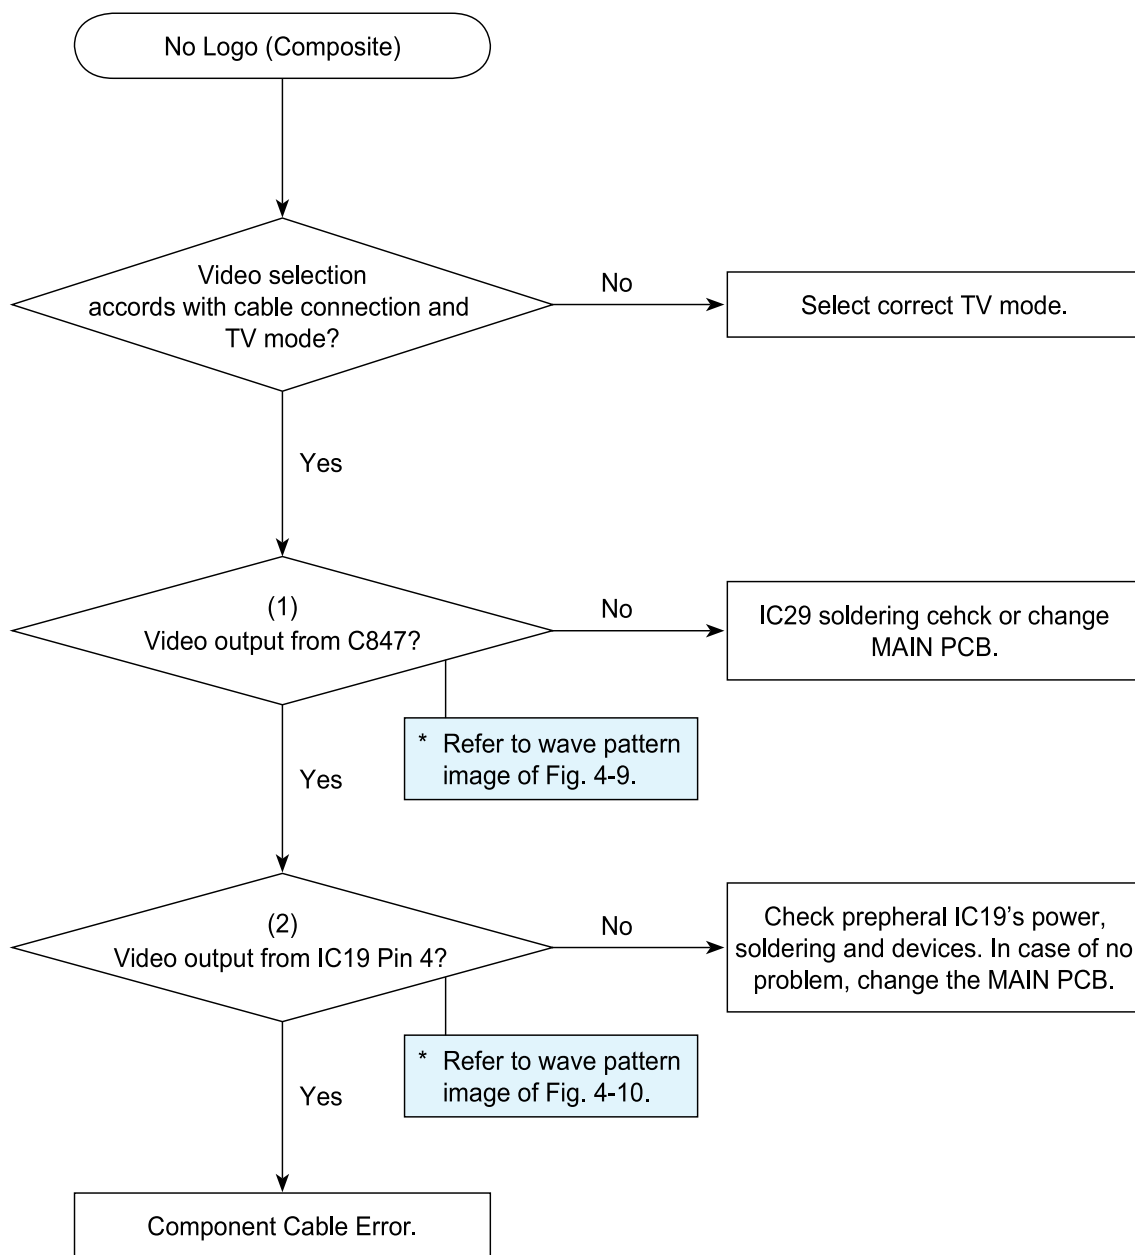 No Logo (Composite)
Video selection
accords with cable connection and
TV mode?
No
Select correct TV mode.
Yes
(1)
Video output from C847?
No
IC29 soldering cehck or change
MAIN PCB.
* Refer to wave pattern
image of Fig. 4-9.
Yes
(2)
Video output from IC19 Pin 4?
No
Check prepheral IC19’s power,
soldering and devices. In case of no
problem, change the MAIN PCB.
* Refer to wave pattern
image of Fig. 4-10.
Yes
Component Cable Error.